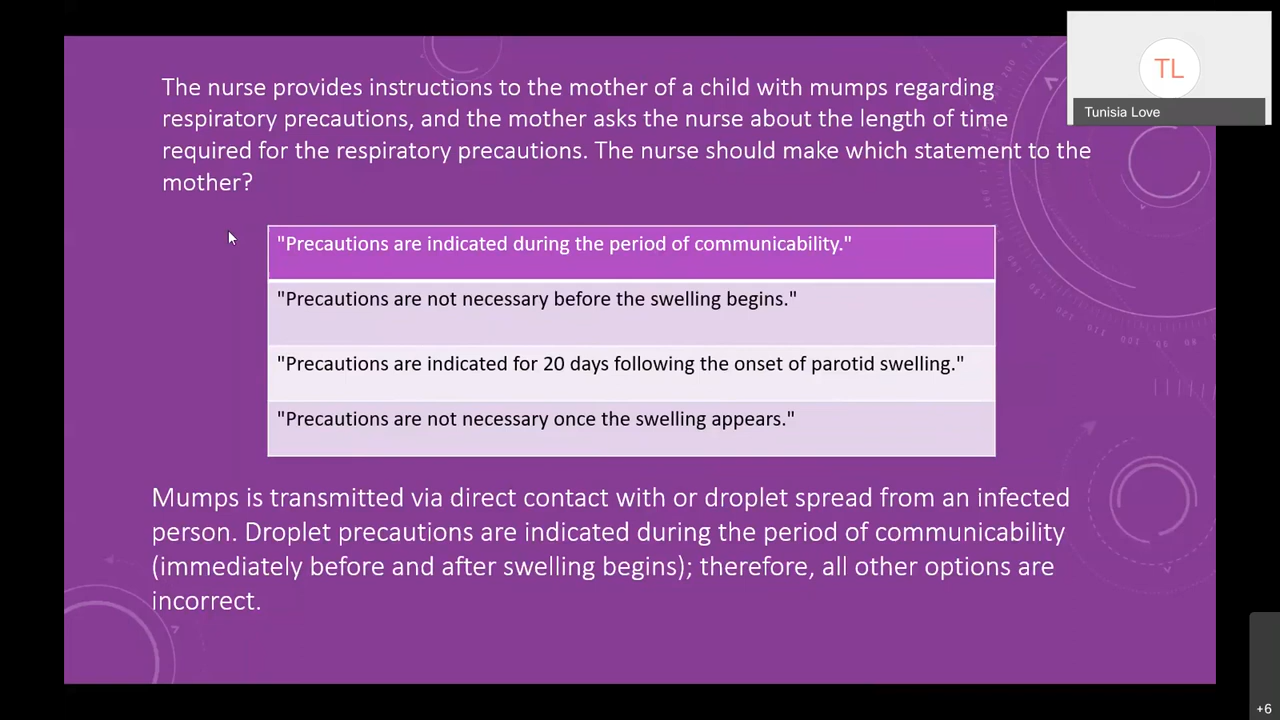 The nurse provides instructions to the mother of a child with mumps regarding
respiratory precautions, and the mother asks the nurse about the length of time
required for the respiratory precautions. The nurse should make which statement to the
mother?
"Precautions are indicated during the period of communicability."
"Precautions are not necessary before the swelling begins."
"Precautions are indicated for 20 days following the onset of parotid swelling."
"Precautions are not necessary once the swelling appears."
Mumps is transmitted via direct contact with or droplet spread from an infected
person. Droplet precautions are indicated during the period of communicability
(immediately before and after swelling begins); therefore, all other options are
incorrect.
TL
Tunisia Love
+6